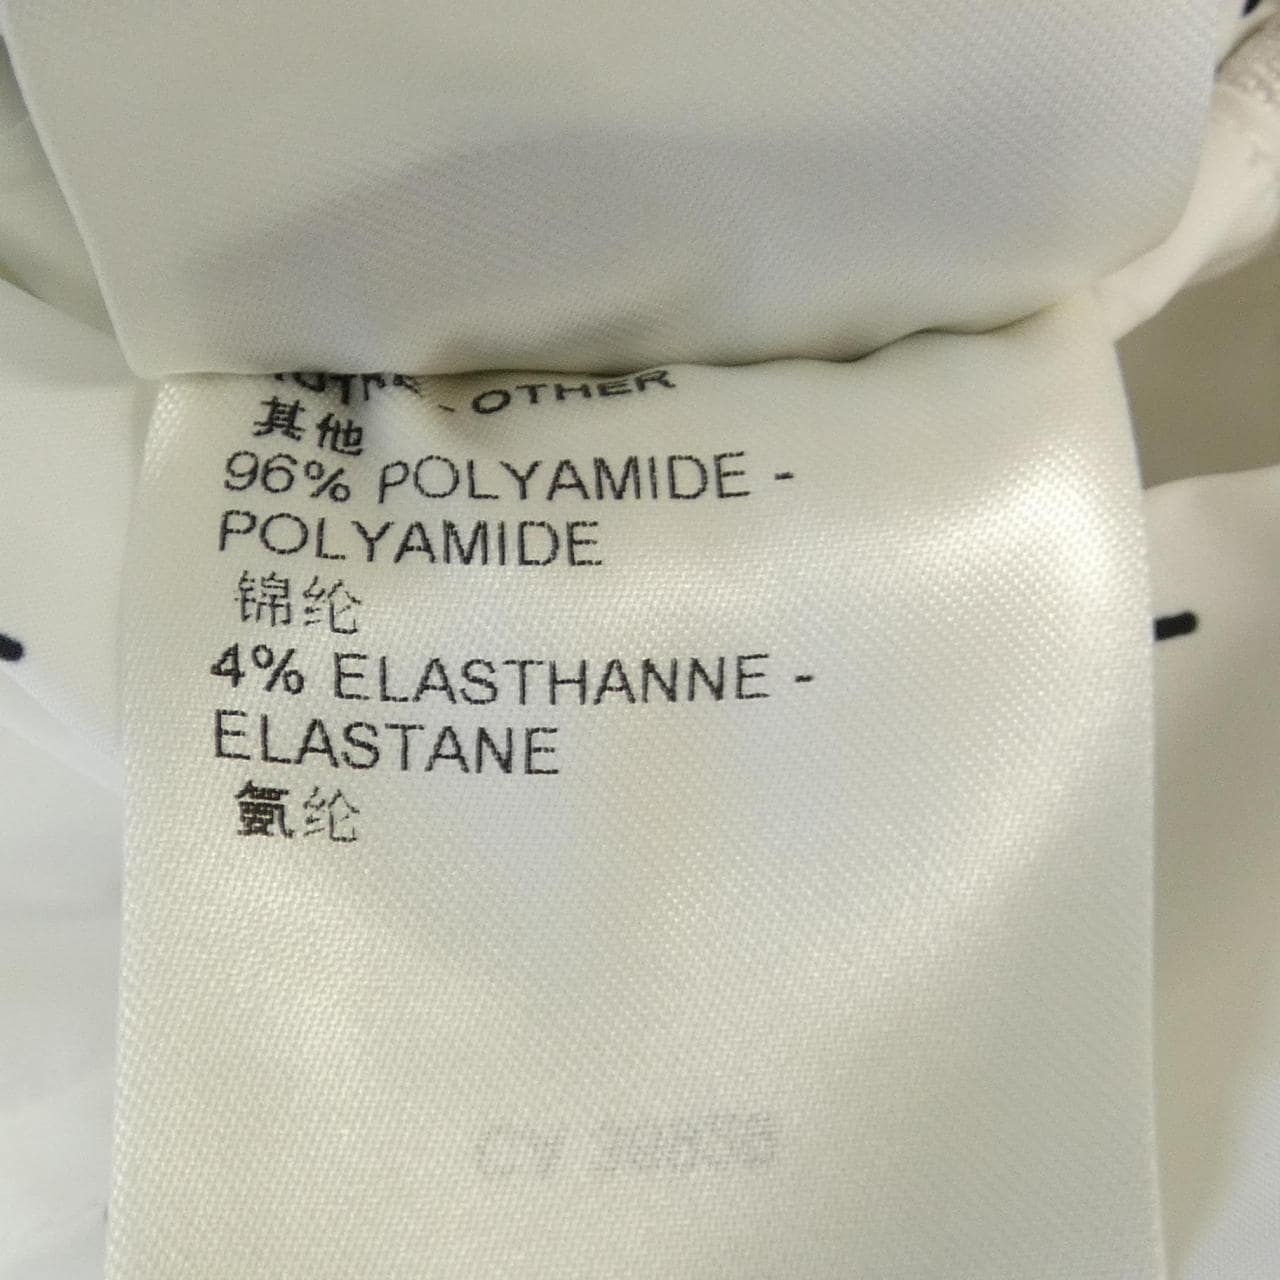 - OTHER
其他
96% POLYAMIDE -
POLYAMIDE
锦纶
4% ELASTHANNE -
ELASTANE
氨纶